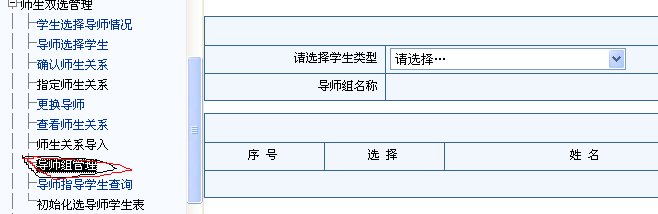 师生双选管理
学生选择导师情况
导师选择学生
确认师生关系
指定师生关系
更换导师
查看师生关系
师生关系导入
导师组管理
导师指导学生查询
初始化选导师学生表
请选择学生类型 请选择…
导师组名称
序 号 选 择 姓 名